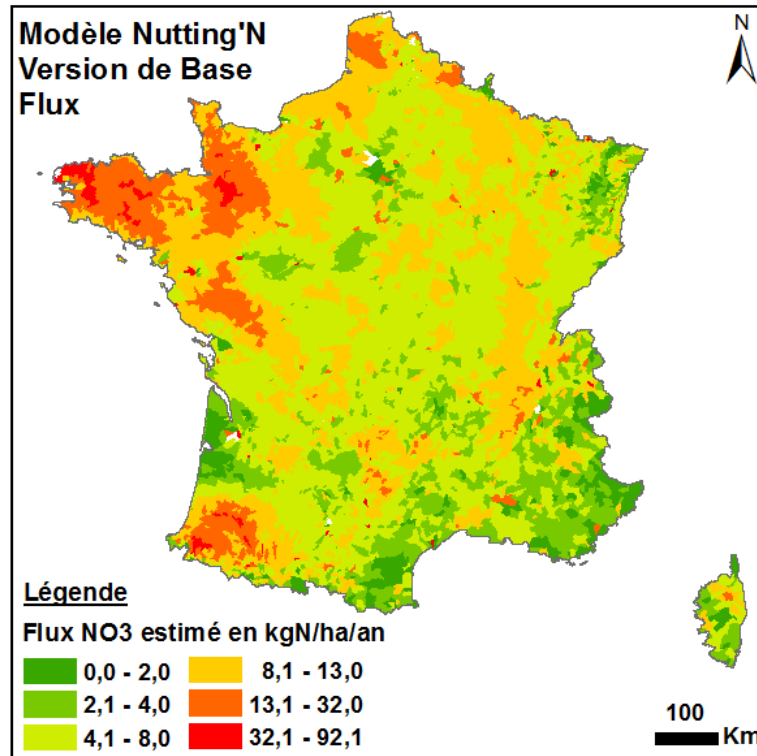 Modèle Nutting'N
Version de Base
Flux
N
Légende
Flux NO3 estimé en kgN/ha/an
0,0 - 2,0
2,1 - 4,0
4,1 - 8,0
8,1 - 13,0
13,1 - 32,0
32,1 - 92,1
100
Km